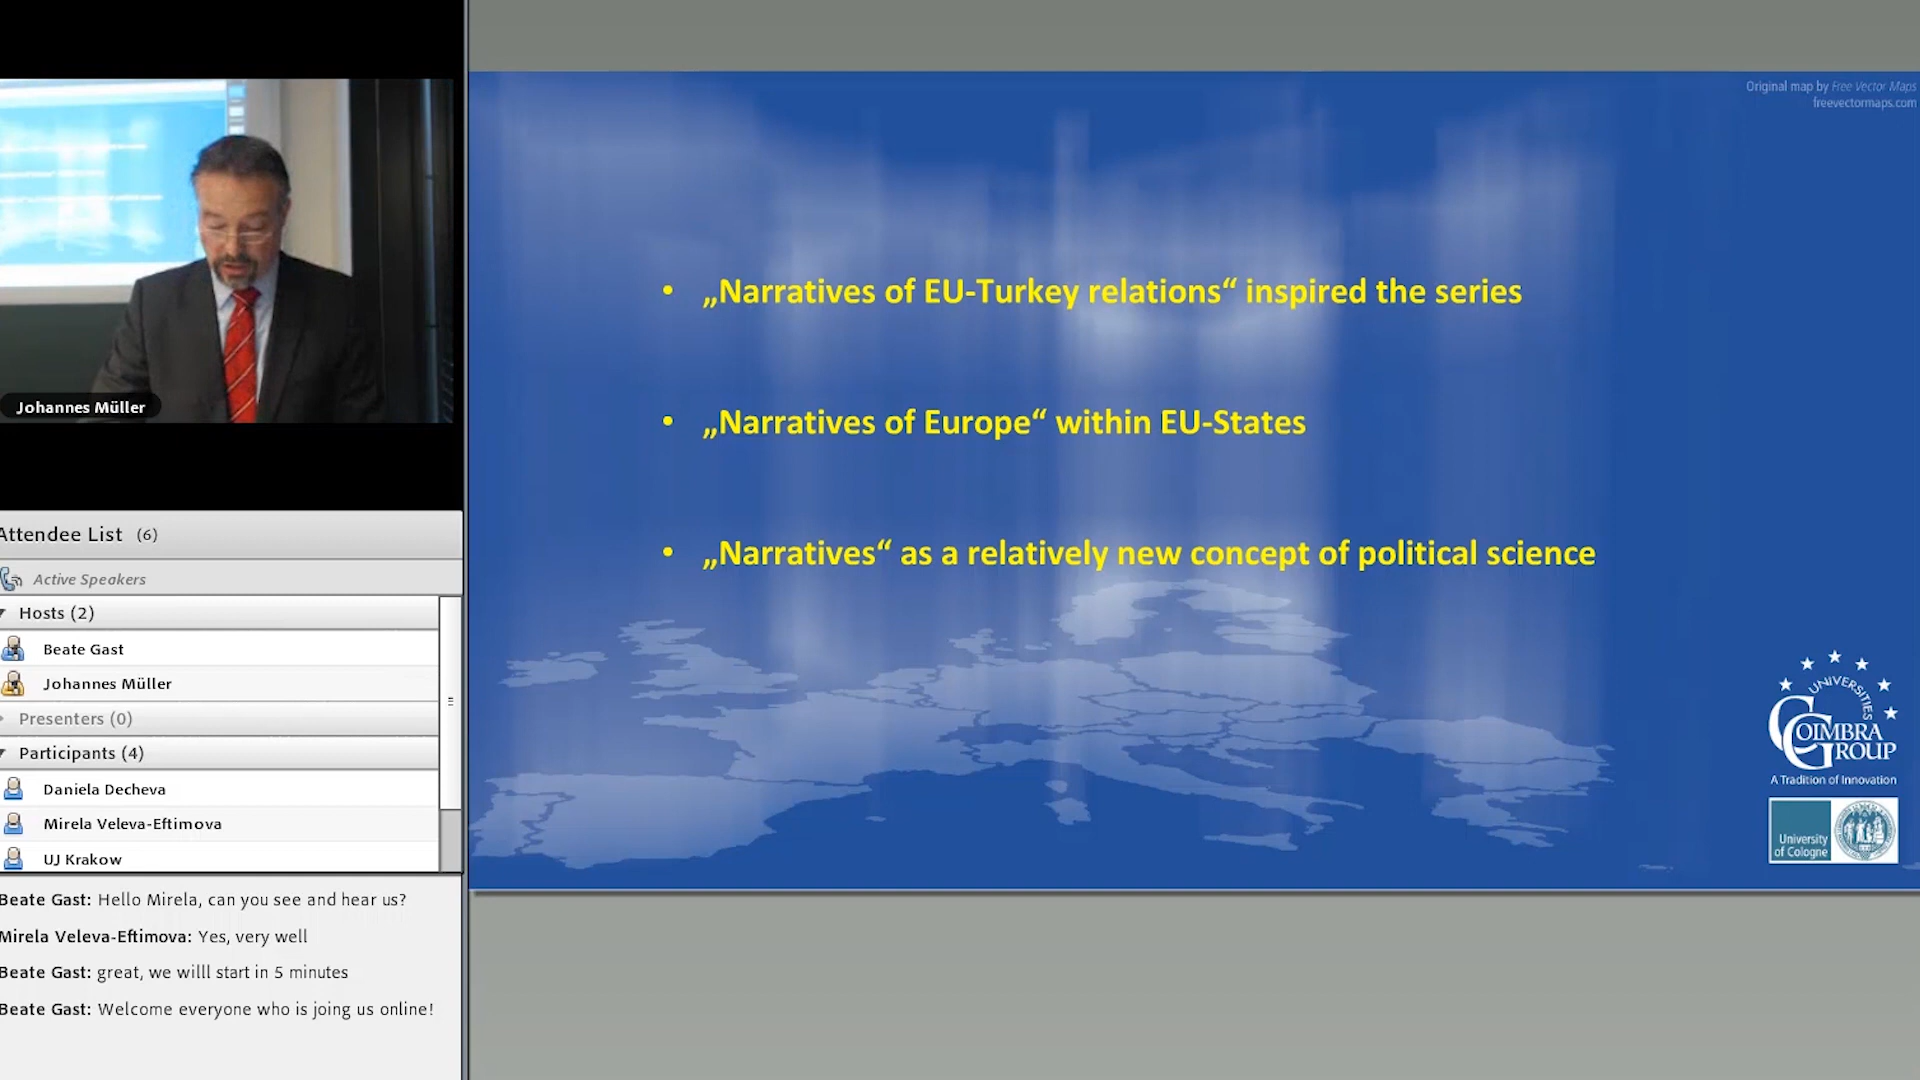 Johannes Müller
Attendee List (6)
Active Speakers
Hosts (2)
Beate Gast
Johannes Müller
Presenters (0)
Participants (4)
Daniela Decheva
Mirela Veleva-Eftimova
UJ Krakow
Beate Gast: Hello Mirela, can you see and hear us?
Mirela Veleva-Eftimova: Yes, very well
Beate Gast: great, we willl start in 5 minutes
Beate Gast: Welcome everyone who is joing us online!
Original map by Free Vector Maps
freevectormaps.com
• „Narratives of EU-Turkey relations“ inspired the series
• „Narratives of Europe“ within EU-States
• „Narratives“ as a relatively new concept of political science
UNIVERSITIES
COIMBRA
GROUP
A Tradition of Innovation
University
of Cologne